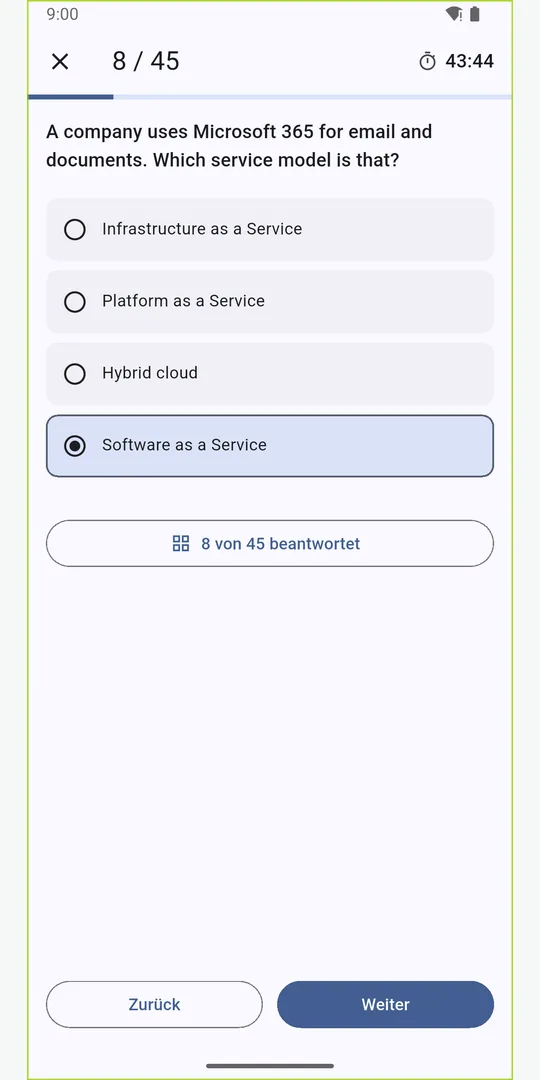 9:00
8 / 45
43:44
A company uses Microsoft 365 for email and
documents. Which service model is that?
Infrastructure as a Service
Platform as a Service
Hybrid cloud
Software as a Service
8 von 45 beantwortet
Zurück
Weiter